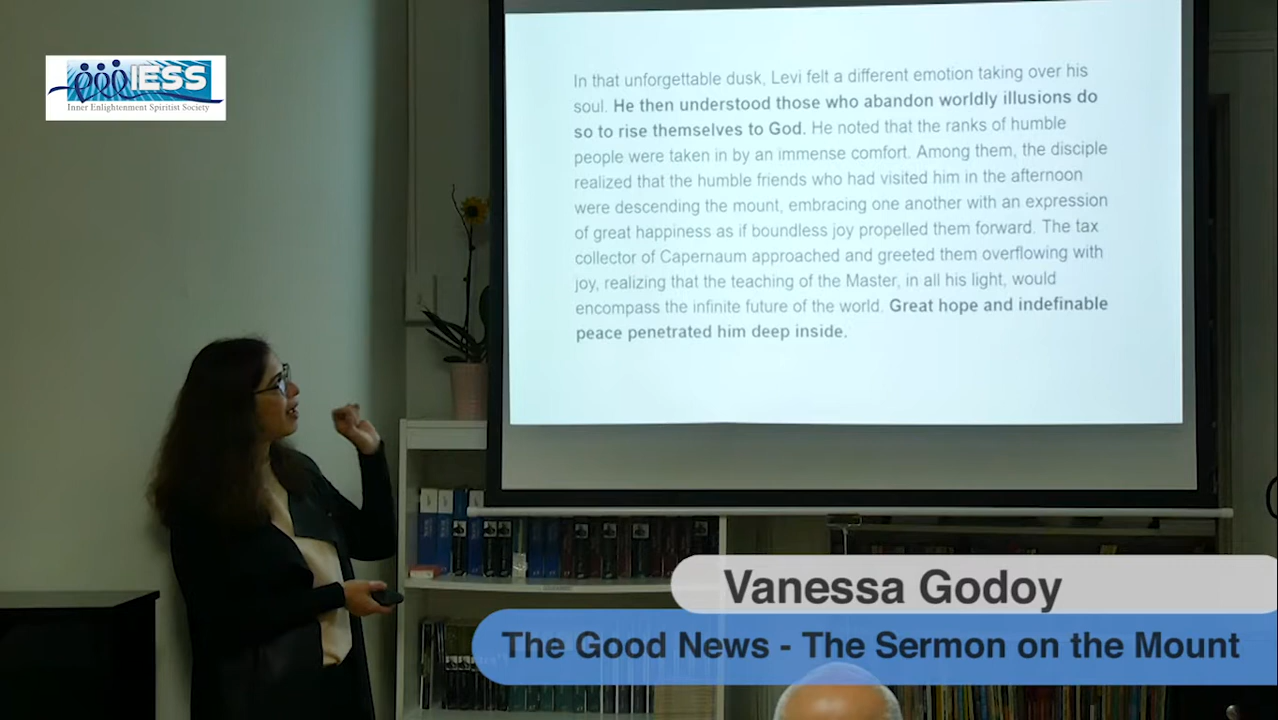 IESS
Inner Enlightenment Spiritist Society
In that unforgettable dusk, Levi felt a different emotion taking over his
soul. He then understood those who abandon worldly illusions do
so to rise themselves to God. He noted that the ranks of humble
people were taken in by an immense comfort. Among them, the disciple
realized that the humble friends who had visited him in the afternoon
were descending the mount, embracing one another with an expression
of great happiness as if boundless joy propelled them forward. The tax
collector of Capernaum approached and greeted them overflowing with
joy, realizing that the teaching of the Master, in all his light, would
encompass the infinite future of the world. Great hope and indefinable
peace penetrated him deep inside.
Vanessa Godoy
The Good News - The Sermon on the Mount